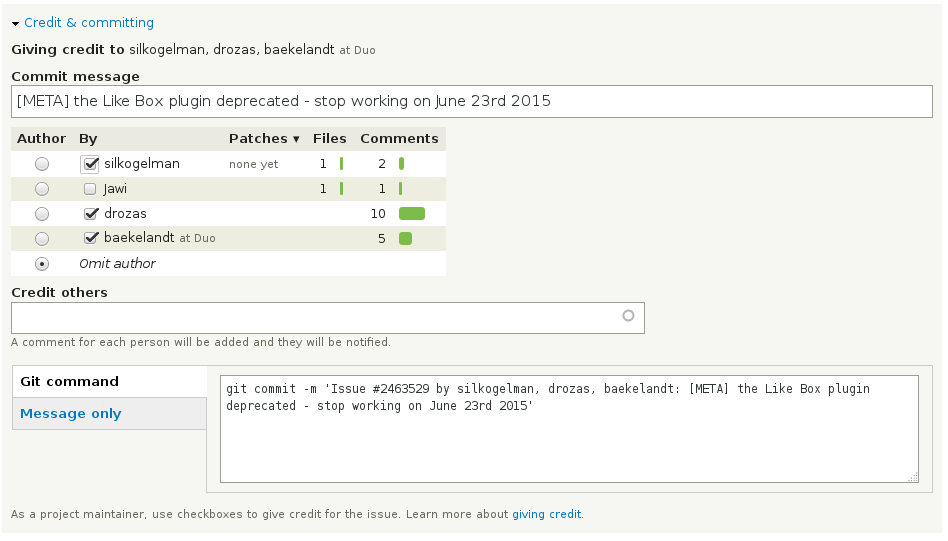 Credit & committing
Giving credit to silkogelman, drozas, baekelandt at Duo
Commit message
[META] the Like Box plugin deprecated - stop working on June 23rd 2015
Author By Patches ▼ Files Comments
silkogelman none yet 1 2
Jawi 1 1
drozas 10
baekelandt at Duo 5
Omit author
Credit others
A comment for each person will be added and they will be notified.
Git command
Message only
git commit -m 'Issue #2463529 by silkogelman, drozas, baekelandt: [META] the Like Box plugin
deprecated - stop working on June 23rd 2015'
As a project maintainer, use checkboxes to give credit for the issue. Learn more about giving credit.